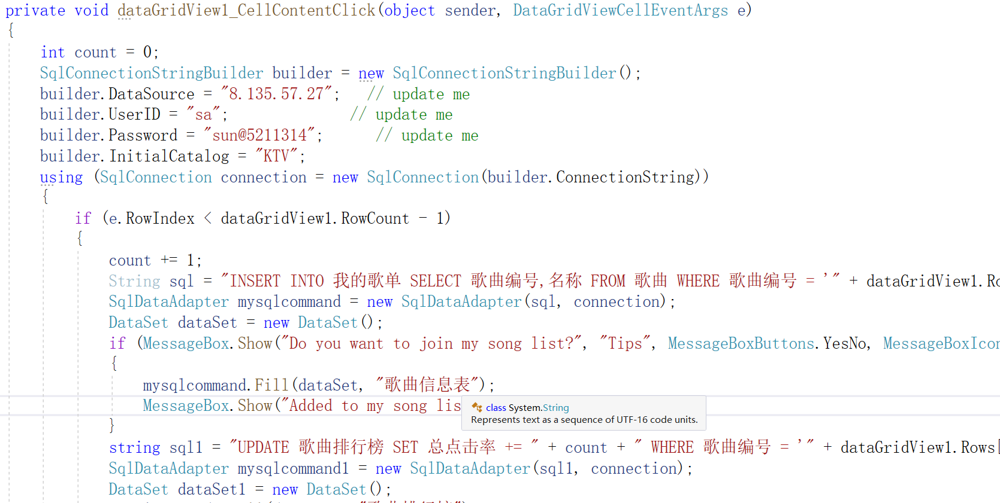 private void dataGridView1_CellContentClick(object sender, DataGridViewCellEventArgs e)
{
int count = 0;
SqlConnectionStringBuilder builder = new SqlConnectionStringBuilder();
builder.DataSource = "8.135.57.27";   // update me
builder.UserID = "sa";              // update me
builder.Password = "sun@5211314";      // update me
builder.InitialCatalog = "KTV";
using (SqlConnection connection = new SqlConnection(builder.ConnectionString))
{
if (e.RowIndex < dataGridView1.RowCount - 1)
{
count += 1;
String sql = "INSERT INTO 我的歌单 SELECT 歌曲编号,名称 FROM 歌曲 WHERE 歌曲编号 = '" + dataGridView1.Ro
SqlDataAdapter mysqlcommand = new SqlDataAdapter(sql, connection);
DataSet dataSet = new DataSet();
if (MessageBox.Show("Do you want to join my song list?", "Tips", MessageBoxButtons.YesNo, MessageBoxIcon
{
mysqlcommand.Fill(dataSet, "歌曲信息表");
MessageBox.Show("Added to my song lis
class System.String
Represents text as a sequence of UTF-16 code units.
}
string sql1 = "UPDATE 歌曲排行榜 SET 总点击率 += " + count + " WHERE 歌曲编号 = '" + dataGridView1.Rows[
SqlDataAdapter mysqlcommand1 = new SqlDataAdapter(sql1, connection);
DataSet dataSet1 = new DataSet();